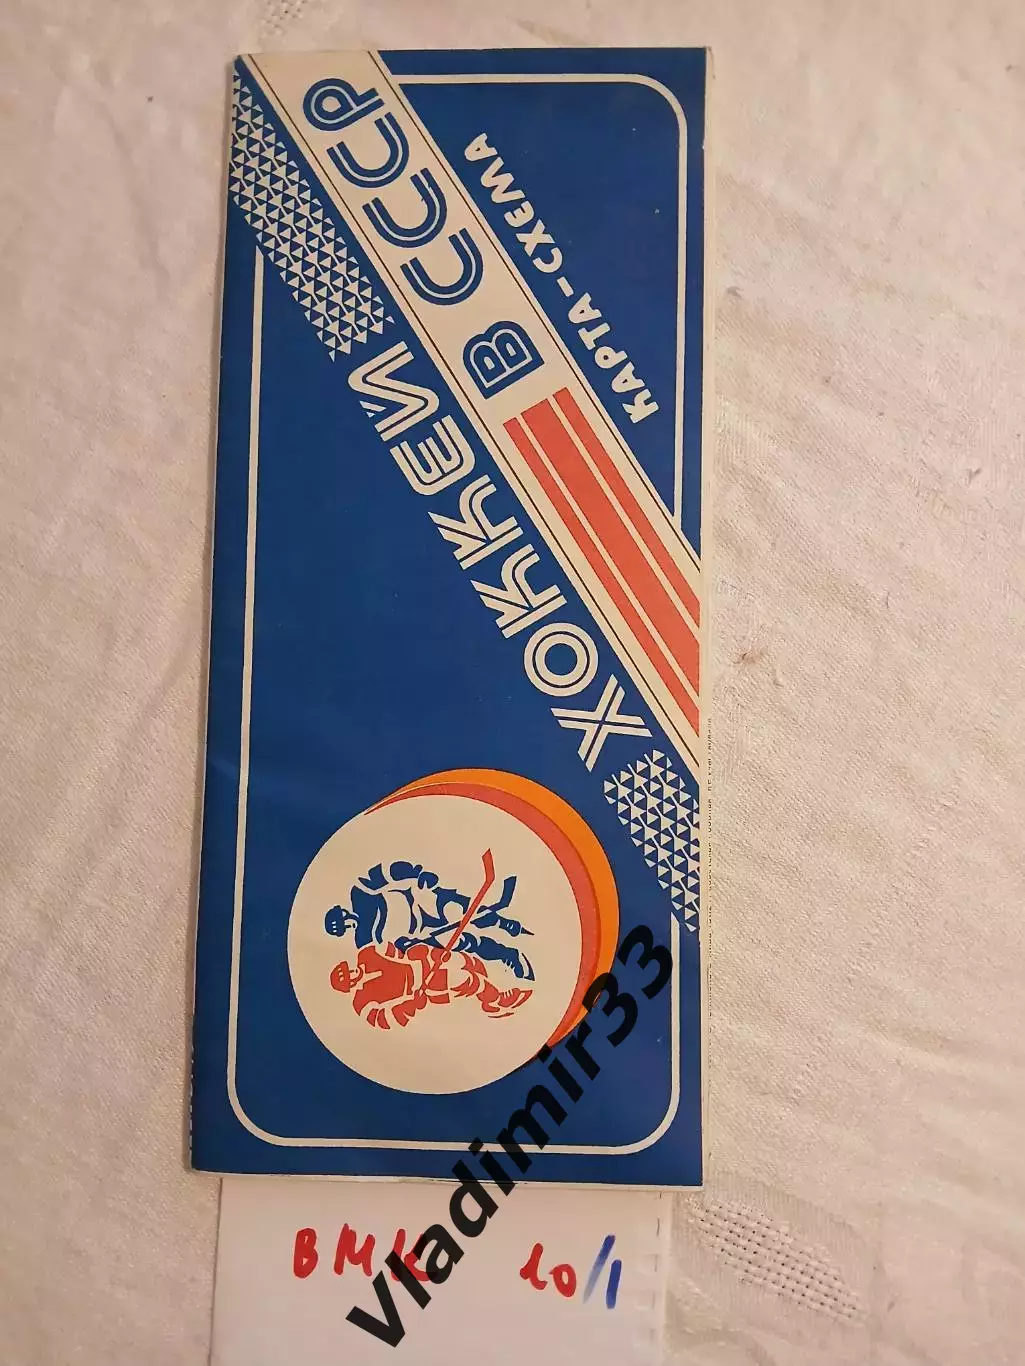 ХОККЕЙ
В СССР
КАРТА-СХЕМА
ВМК 10/1
Vladimir33